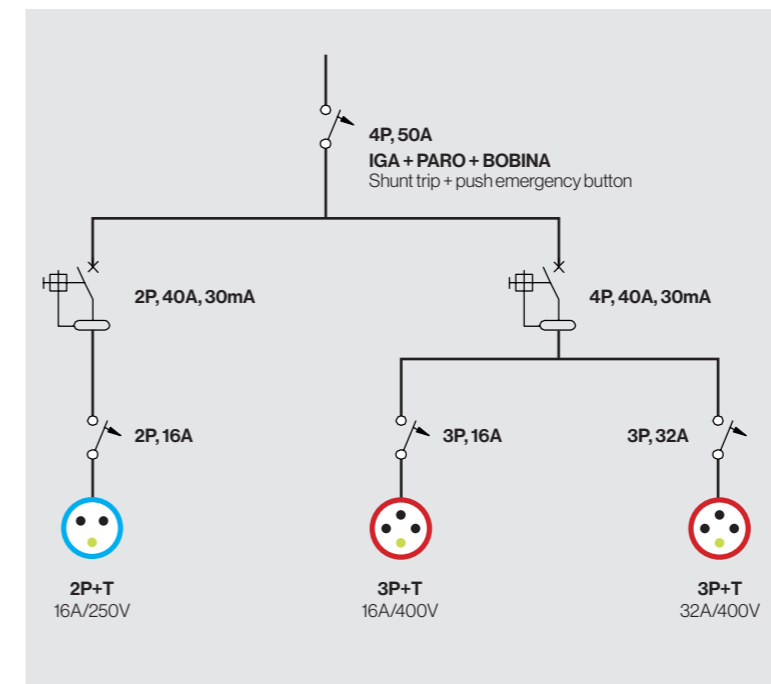 4P, 50A
IGA + PARO + BOBINA
Shunt trip + push emergency button
2P, 40A, 30mA
4P, 40A, 30mA
2P, 16A
3P, 16A
3P, 32A
2P+T
16A/250V
3P+T
16A/400V
3P+T
32A/400V